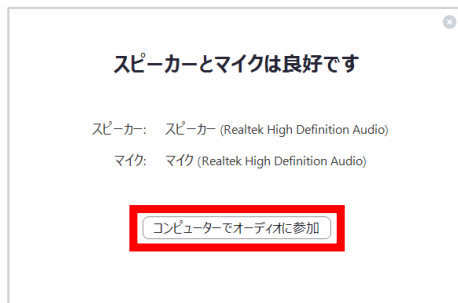 スピーカーとマイクは良好です
スピーカー: スピーカー (Realtek High Definition Audio)
マイク: マイク (Realtek High Definition Audio)
コンピューターでオーディオに参加